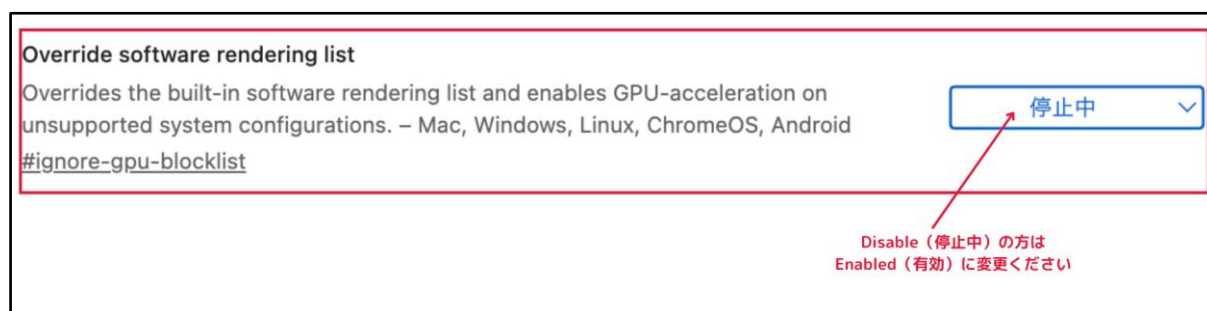 Override software rendering list
Overrides the built-in software rendering list and enables GPU-acceleration on
unsupported system configurations. – Mac, Windows, Linux, ChromeOS, Android
#ignore-gpu-blocklist
停止中
Disable（停止中）の方は
Enabled（有効）に変更ください